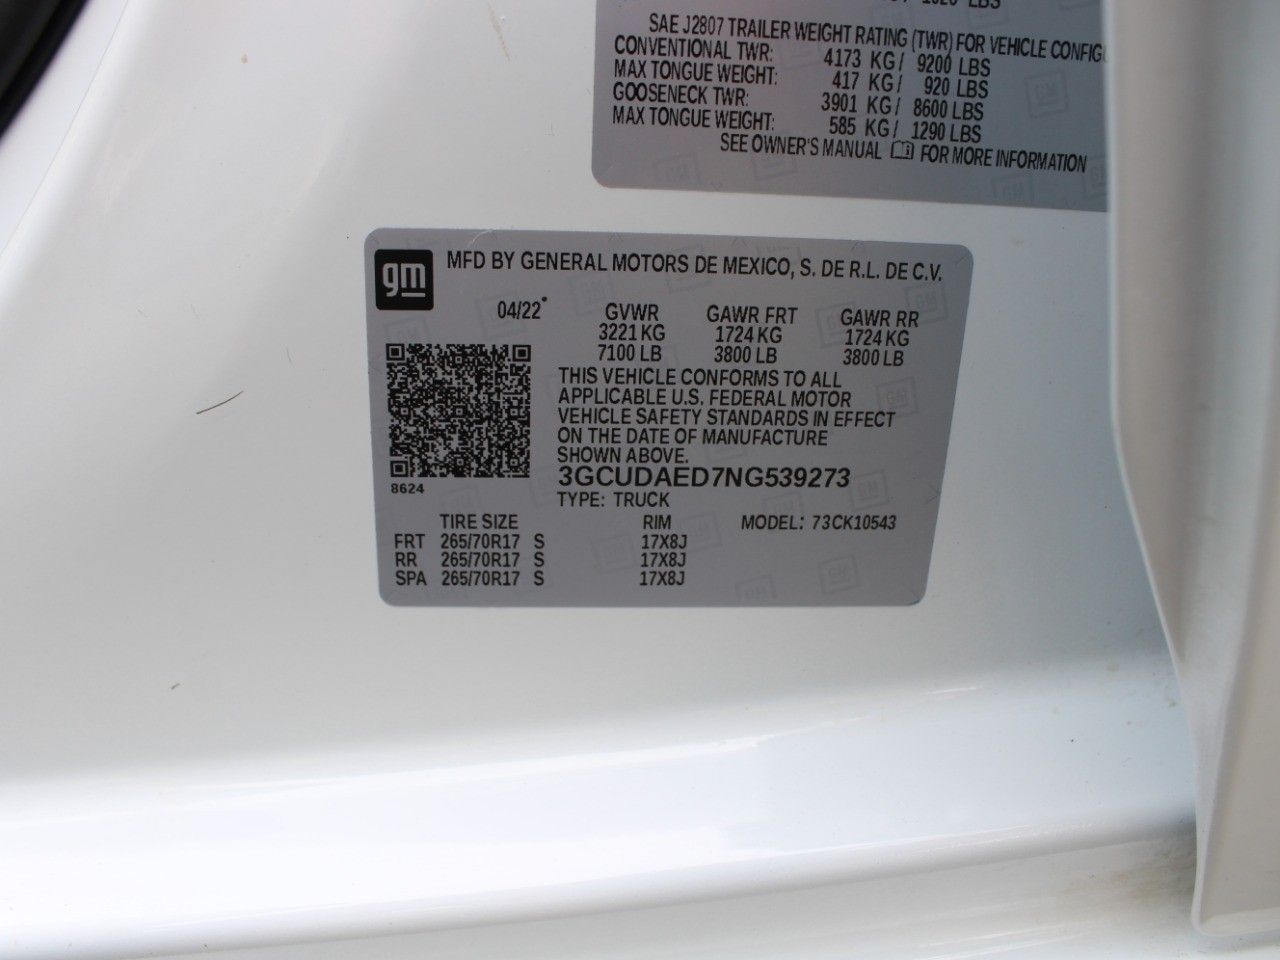 1020 LBS
SAE J2807 TRAILER WEIGHT RATING (TWR) FOR VEHICLE CONFIG
CONVENTIONAL TWR: 4173 KG/ 9200 LBS
MAX TONGUE WEIGHT: 417 KG/ 920 LBS
GOOSENECK TWR: 3901 KG/ 8600 LBS
MAX TONGUE WEIGHT: 585 KG/ 1290 LBS
SEE OWNER'S MANUAL FOR MORE INFORMATION
gm
MFD BY GENERAL MOTORS DE MEXICO, S. DE R.L. DE C.V.
04/22* GVWR GAWR FRT GAWR RR
3221 KG 1724 KG 1724 KG
7100 LB 3800 LB 3800 LB
THIS VEHICLE CONFORMS TO ALL
APPLICABLE U.S. FEDERAL MOTOR
VEHICLE SAFETY STANDARDS IN EFFECT
ON THE DATE OF MANUFACTURE
SHOWN ABOVE.
3GCUDAED7NG539273
8624
TYPE: TRUCK
TIRE SIZE RIM MODEL: 73CK10543
FRT 265/70R17 S 17X8J
RR 265/70R17 S 17X8J
SPA 265/70R17 S 17X8J